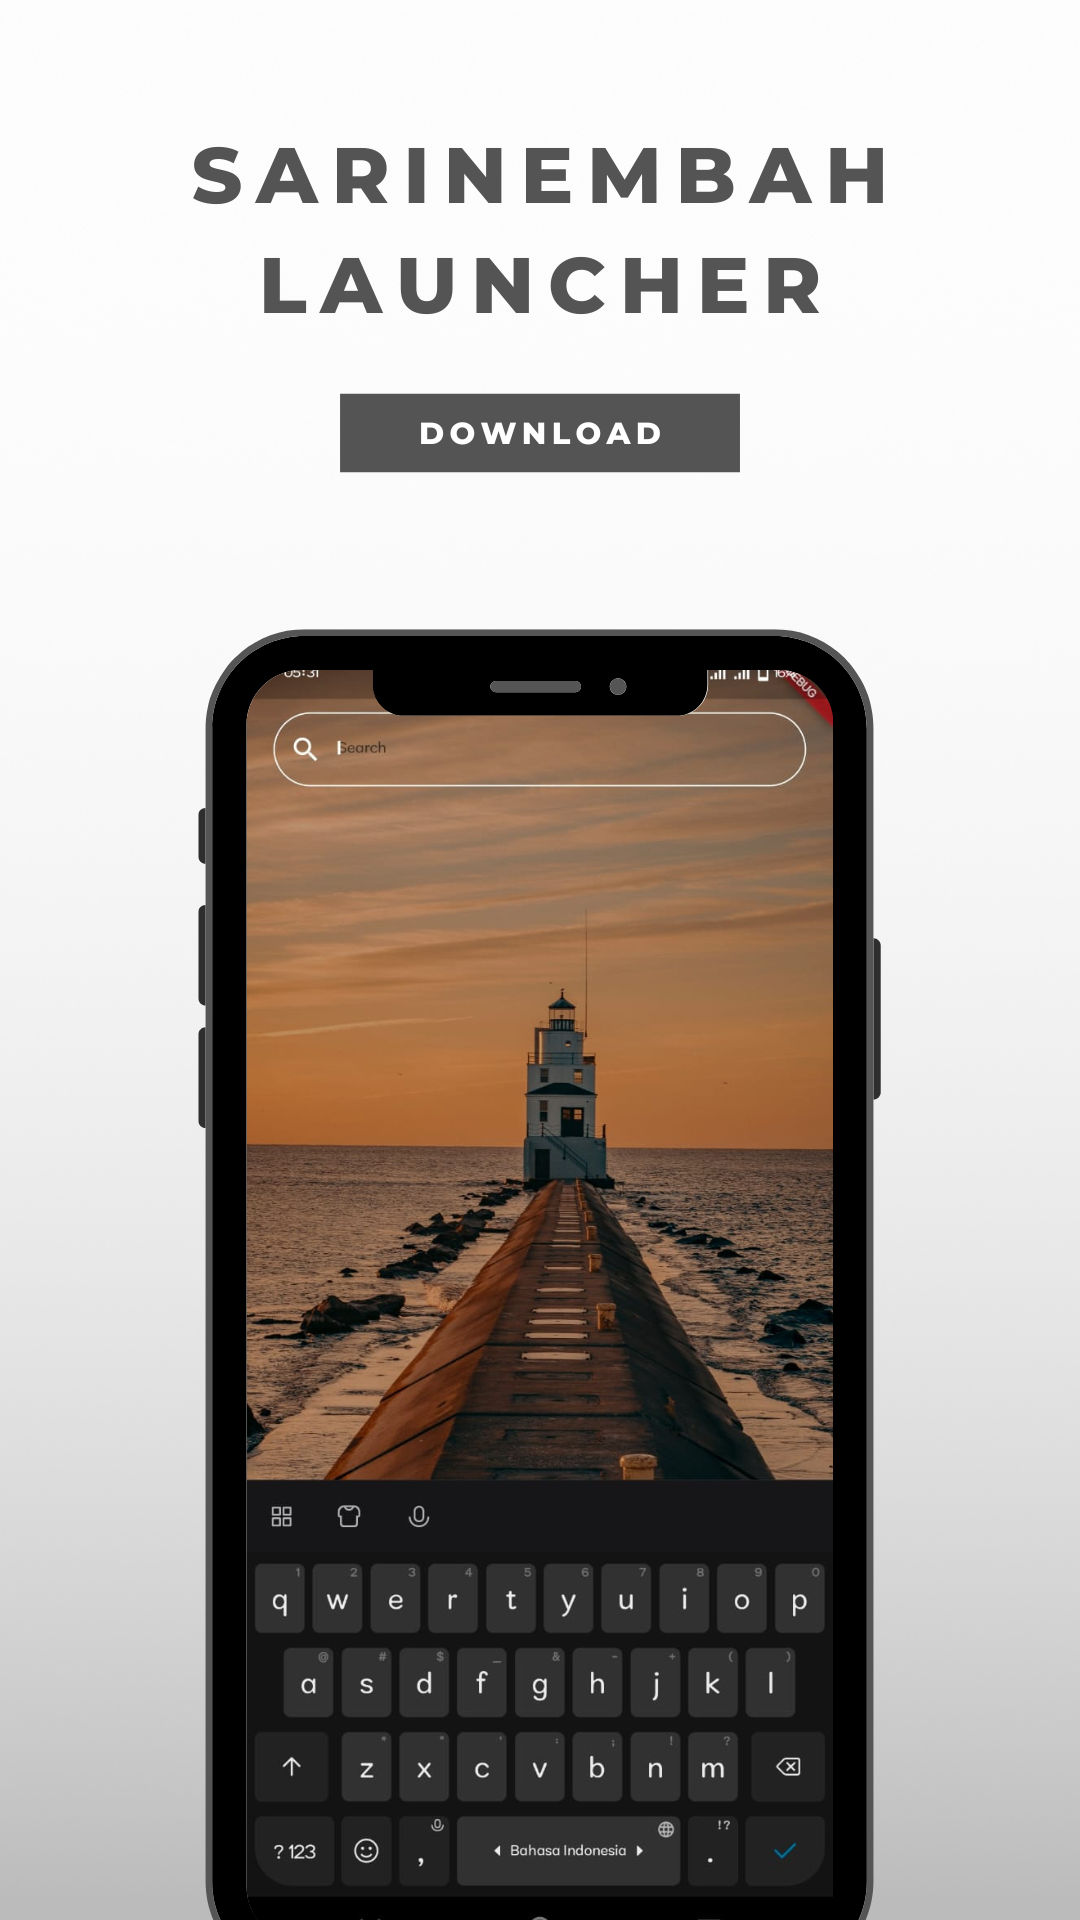 SARINEMBAH
LAUNCHER
DOWNLOAD
05:31
Search
1 2 3 4 5 6 7 8 9 0
q w e r t y u i o p
@ # $ _ & - + ( )
a s d f g h j k l
* " ' : ; ! ?
z x c v b n m
!?
?123 , Bahasa Indonesia .